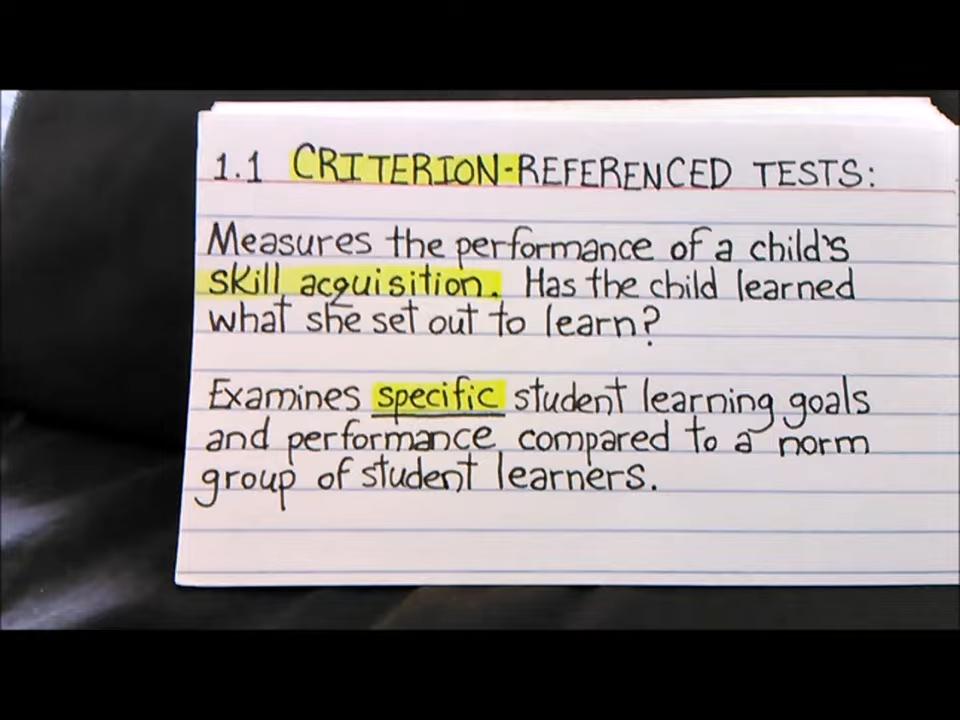 1.1 CRITERION-REFERENCED TESTS:
Measures the performance of a child's
skill acquisition. Has the child learned
what she set out to learn?
Examines specific student learning goals
and performance compared to a norm
group of student learners.